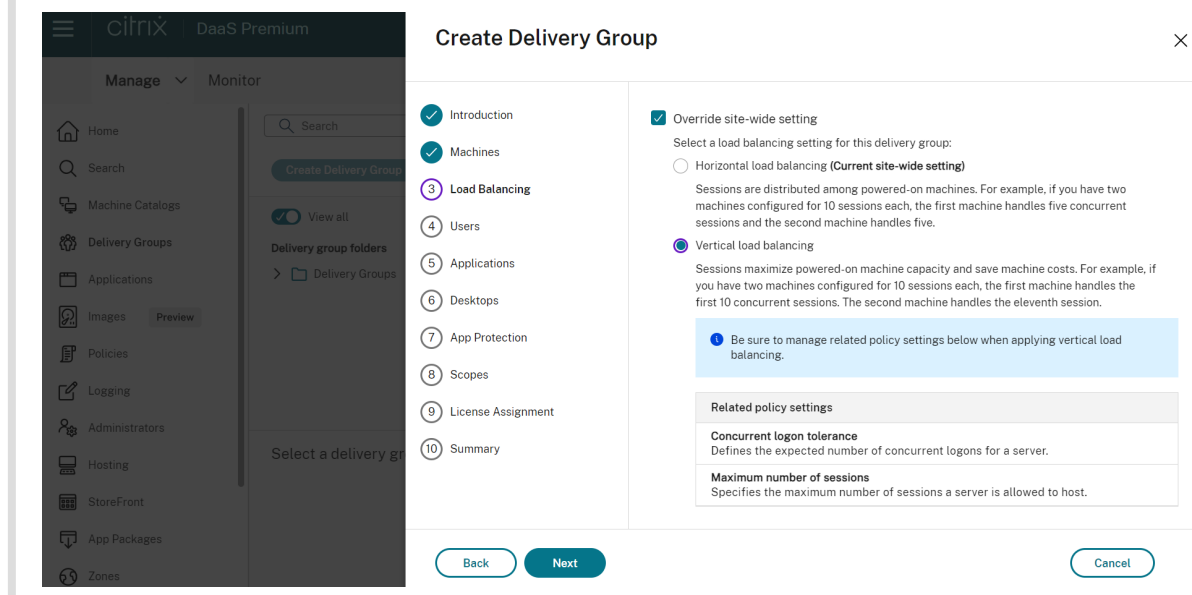 citrix DaaS Premium
Manage Monitor
Home
Search
Machine Catalogs
Delivery Groups
Applications
Images Preview
Policies
Logging
Administrators
Hosting
StoreFront
App Packages
Zones
Search
Create Delivery Group
View all
Delivery group folders
Delivery Groups
Select a delivery gr
Create Delivery Group
Introduction
Machines
3 Load Balancing
4 Users
5 Applications
6 Desktops
7 App Protection
8 Scopes
9 License Assignment
10 Summary
Override site-wide setting
Select a load balancing setting for this delivery group:
Horizontal load balancing (Current site-wide setting)
Sessions are distributed among powered-on machines. For example, if you have two
machines configured for 10 sessions each, the first machine handles five concurrent
sessions and the second machine handles five.
Vertical load balancing
Sessions maximize powered-on machine capacity and save machine costs. For example, if
you have two machines configured for 10 sessions each, the first machine handles the
first 10 concurrent sessions. The second machine handles the eleventh session.
Be sure to manage related policy settings below when applying vertical load
balancing.
Related policy settings
Concurrent logon tolerance
Defines the expected number of concurrent logons for a server.
Maximum number of sessions
Specifies the maximum number of sessions a server is allowed to host.
Back Next Cancel